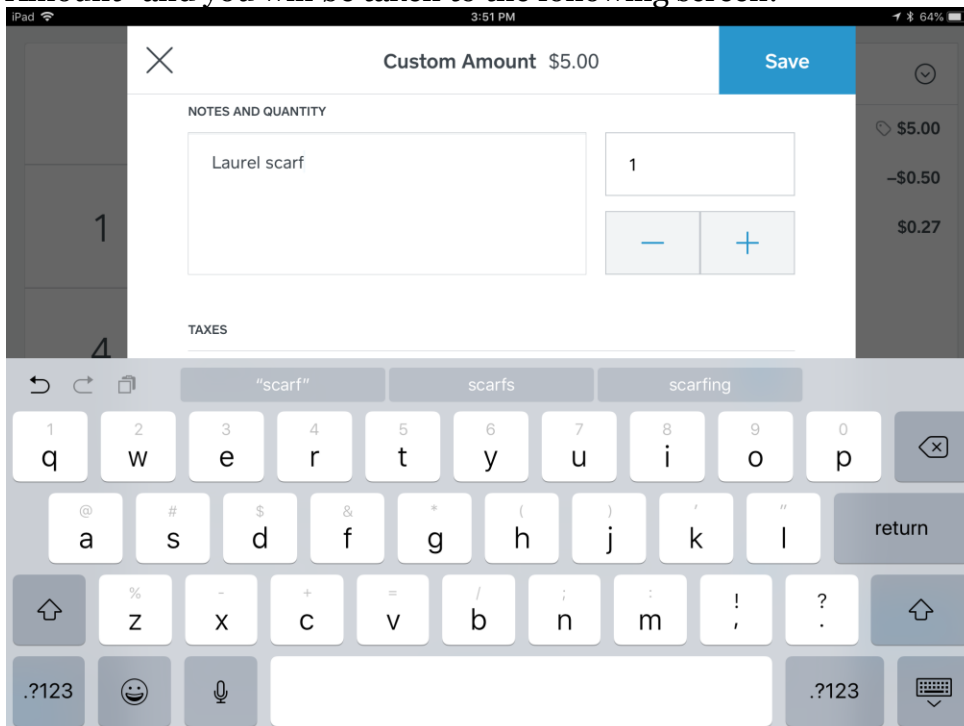 Amount" and you will be taken to the following screen:
iPad 3:51 PM 64%
Custom Amount $5.00 Save
NOTES AND QUANTITY
$5.00
Laurel scarf 1
–$0.50
1 $0.27
TAXES
4
"scarf" scarfs scarfing
1 2 3 4 5 6 7 8 9 0
q w e r t y u i o p
@ # $ & * ( ) ' "
a s d f g h j k l return
% - + = / ; : ! ?
z x c v b n m , .
.?123 .?123